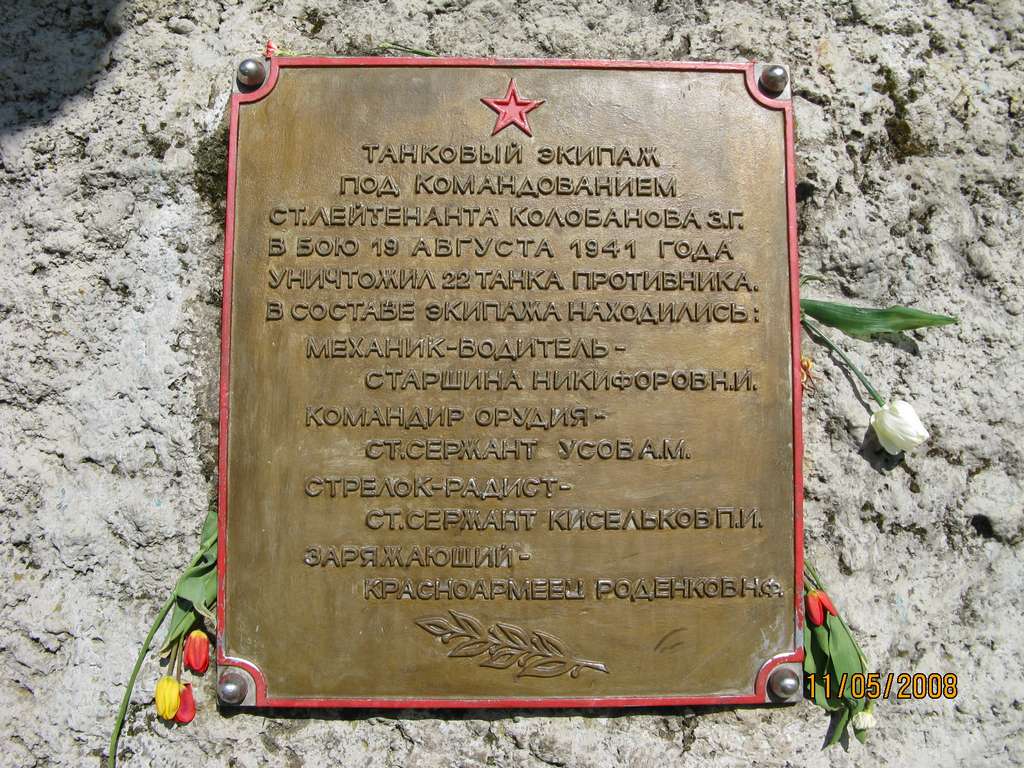 ТАНКОВЫЙ ЭКИПАЖ
ПОД КОМАНДОВАНИЕМ
СТ.ЛЕЙТЕНАНТА КОЛОБАНОВА З.Г.
В БОЮ 19 АВГУСТА 1941 ГОДА
УНИЧТОЖИЛ 22 ТАНКА ПРОТИВНИКА.
В СОСТАВЕ ЭКИПАЖА НАХОДИЛИСЬ:
МЕХАНИК-ВОДИТЕЛЬ-
СТАРШИНА НИКИФОРОВ Н.И.
КОМАНДИР ОРУДИЯ-
СТ.СЕРЖАНТ УСОВ А.М.
СТРЕЛОК-РАДИСТ-
СТ.СЕРЖАНТ КИСЕЛЬКОВ П.И.
ЗАРЯЖАЮЩИЙ-
КРАСНОАРМЕЕЦ РОДЕНКОВ Н.Ф.
11/05/2008